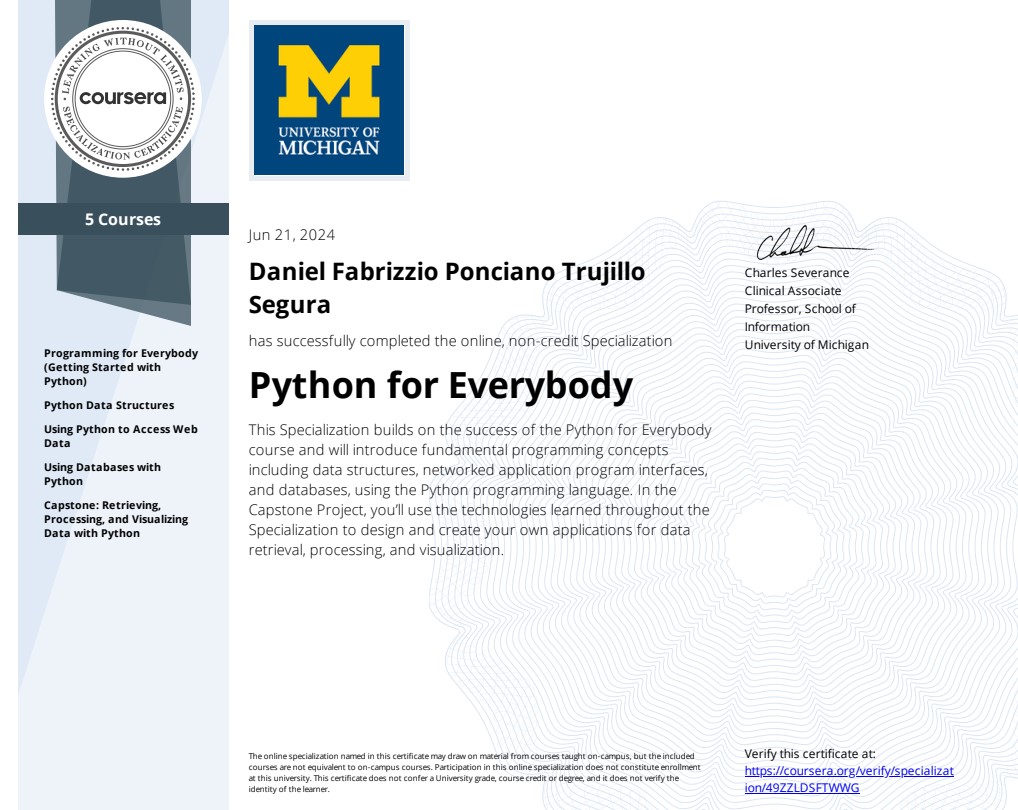 LEARNING WITHOUT LIMITS
coursera
SPECIALIZATION CERTIFICATE
5 Courses
Programming for Everybody
(Getting Started with
Python)
Python Data Structures
Using Python to Access Web
Data
Using Databases with
Python
Capstone: Retrieving,
Processing, and Visualizing
Data with Python
M
UNIVERSITY OF
MICHIGAN
Jun 21, 2024
Daniel Fabrizzio Ponciano Trujillo
Segura
has successfully completed the online, non-credit Specialization
Python for Everybody
This Specialization builds on the success of the Python for Everybody
course and will introduce fundamental programming concepts
including data structures, networked application program interfaces,
and databases, using the Python programming language. In the
Capstone Project, you’ll use the technologies learned throughout the
Specialization to design and create your own applications for data
retrieval, processing, and visualization.
Charles Severance
Clinical Associate
Professor, School of
Information
University of Michigan
The online specialization named in this certificate may draw on material from courses taught on-campus, but the included
courses are not equivalent to on-campus courses. Participation in this online specialization does not constitute enrollment
at this university. This certificate does not confer a University grade, course credit or degree, and it does not verify the
identity of the learner.
Verify this certificate at:
https://coursera.org/verify/specializat
ion/49ZZLDSFTWWG